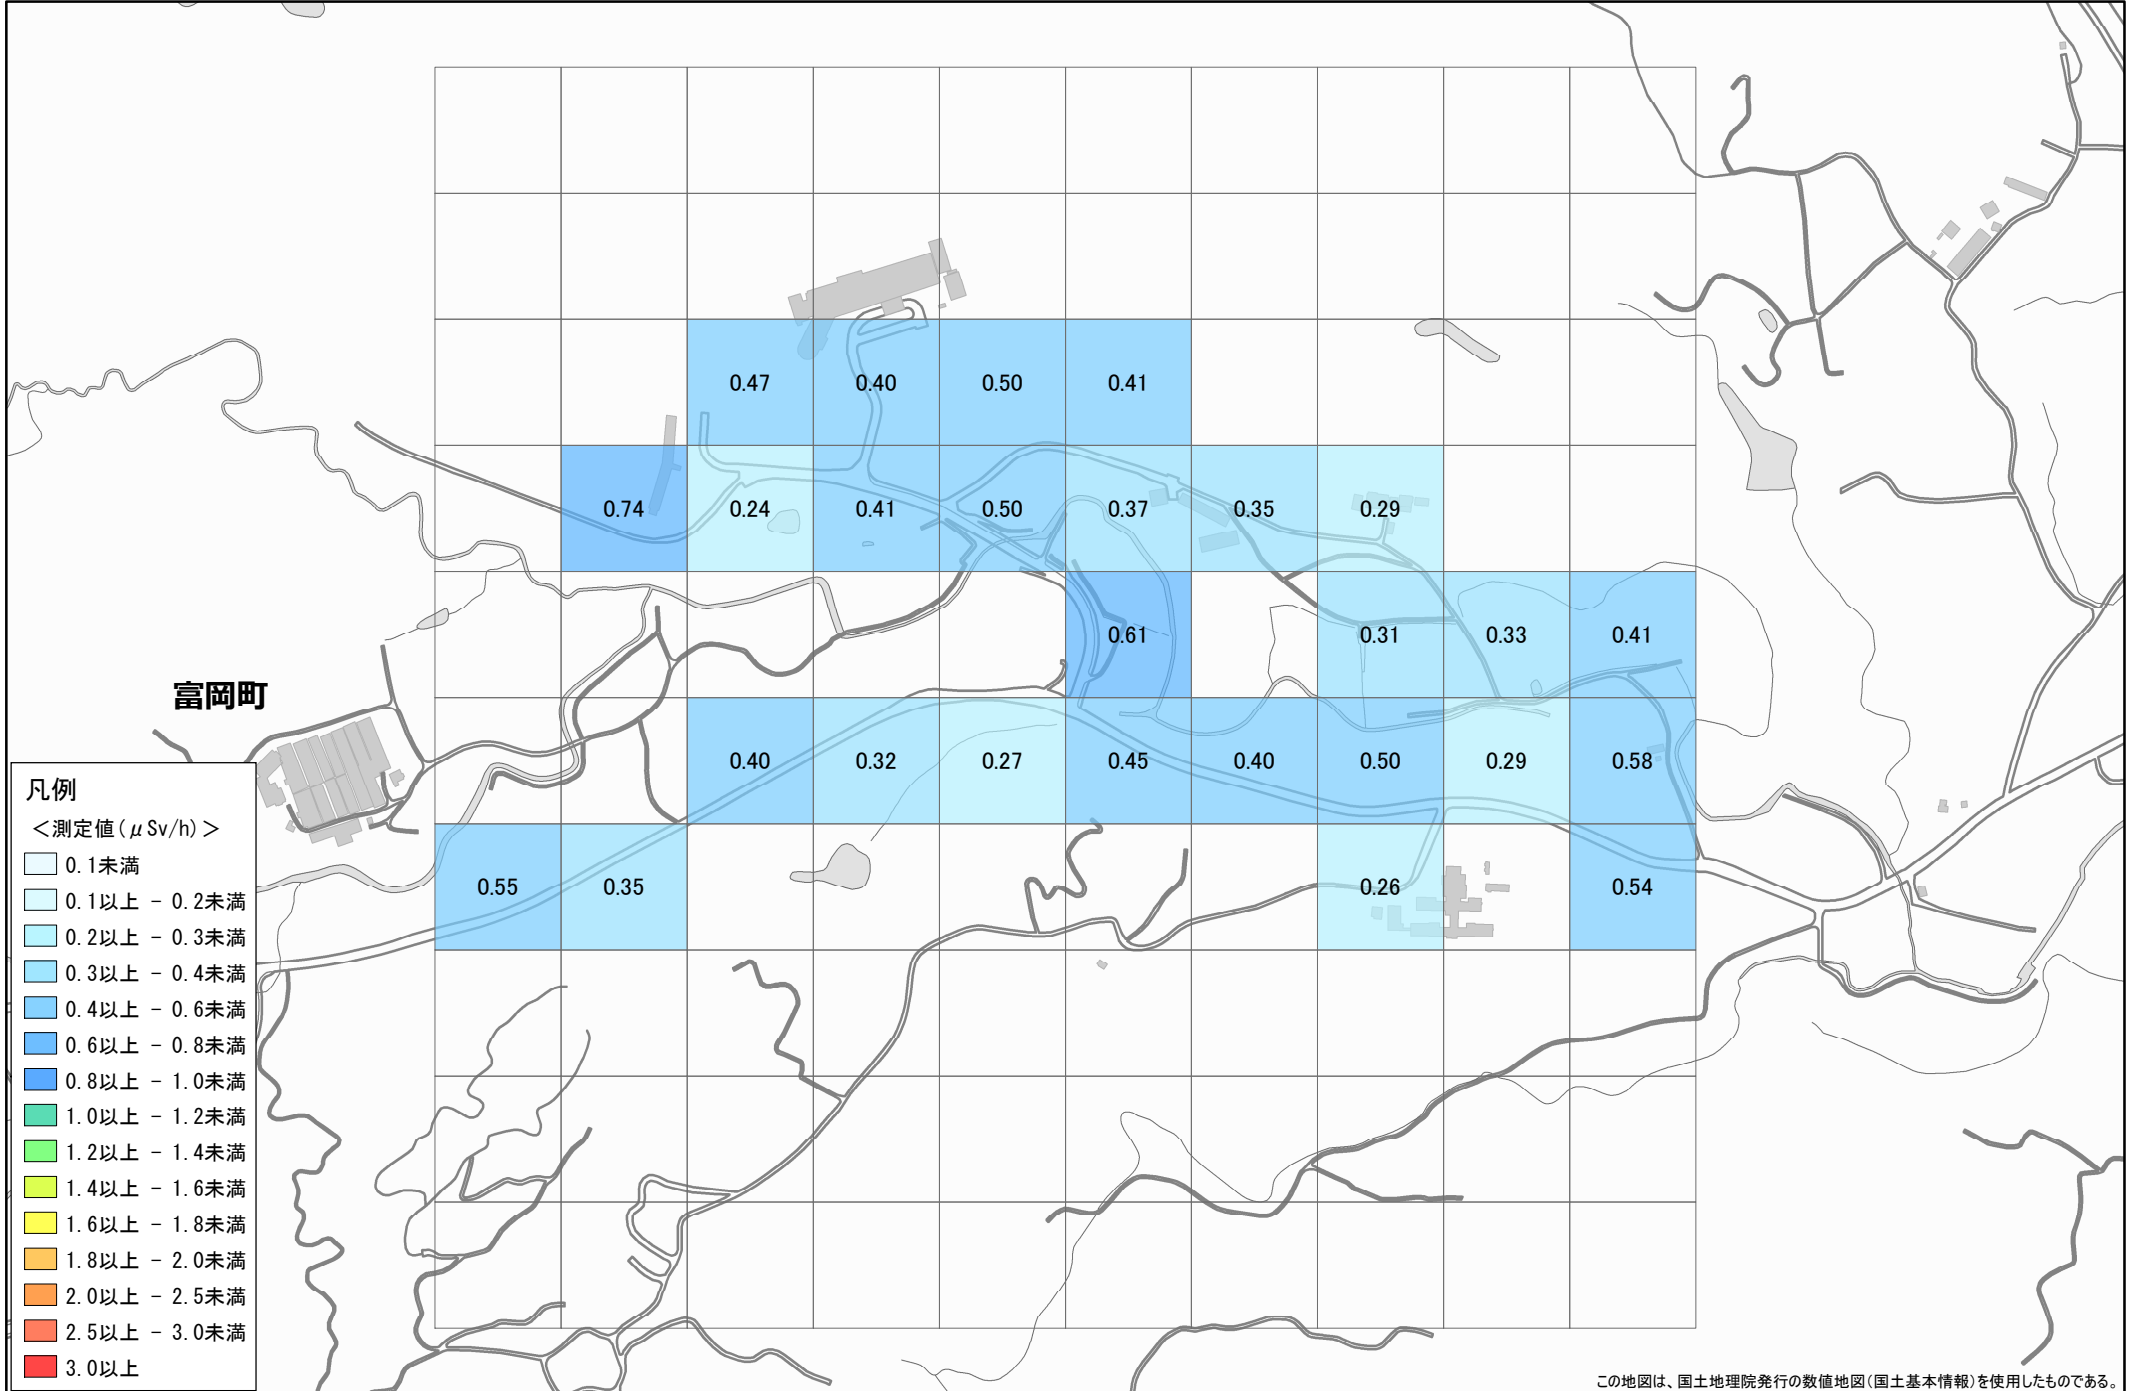 0.47 0.40 0.50 0.41
0.74 0.24 0.41 0.50 0.37 0.35 0.29
0.61 0.31 0.33 0.41
富岡町
0.40 0.32 0.27 0.45 0.40 0.50 0.29 0.58
0.55 0.35 0.26 0.54
凡例
＜測定値(μSv/h)＞
0.1未満
0.1以上 － 0.2未満
0.2以上 － 0.3未満
0.3以上 － 0.4未満
0.4以上 － 0.6未満
0.6以上 － 0.8未満
0.8以上 － 1.0未満
1.0以上 － 1.2未満
1.2以上 － 1.4未満
1.4以上 － 1.6未満
1.6以上 － 1.8未満
1.8以上 － 2.0未満
2.0以上 － 2.5未満
2.5以上 － 3.0未満
3.0以上
この地図は、国土地理院発行の数値地図(国土基本情報)を使用したものである。